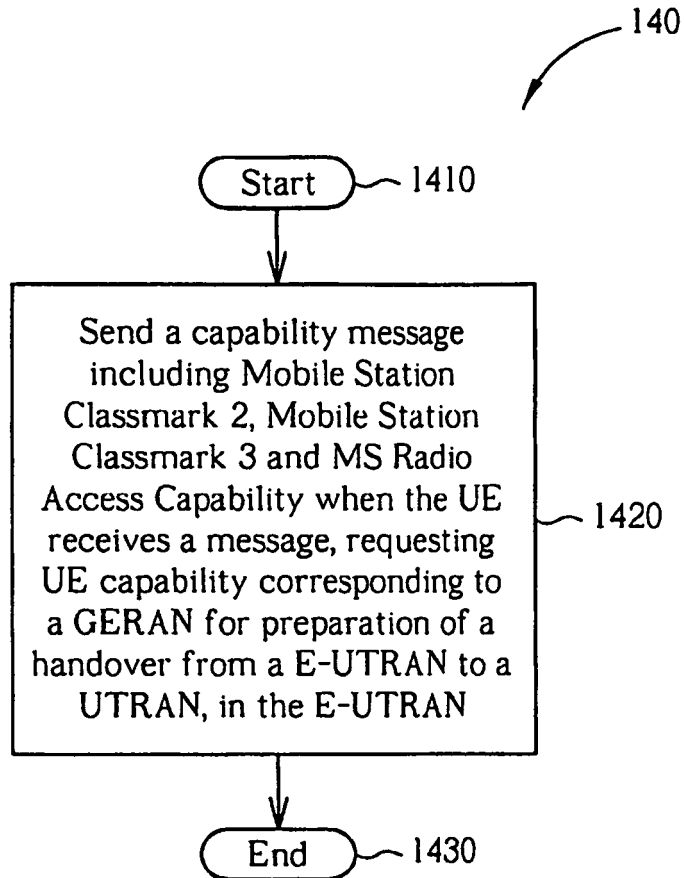 140
Start
1410
Send a capability message
including Mobile Station
Classmark 2, Mobile Station
Classmark 3 and MS Radio
Access Capability when the UE
receives a message, requesting
UE capability corresponding to
a GERAN for preparation of a
handover from a E-UTRAN to a
UTRAN, in the E-UTRAN
1420
End
1430